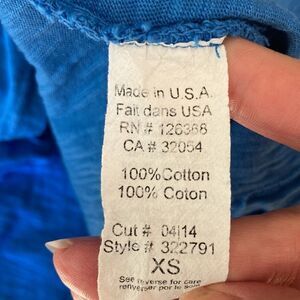 Made in U.S.A.
Fait dans USA
RN # 126386
CA # 32054
100%Cotton
100% Coton
Cut # 04|14
Style # 322791
XS
See reverse for care